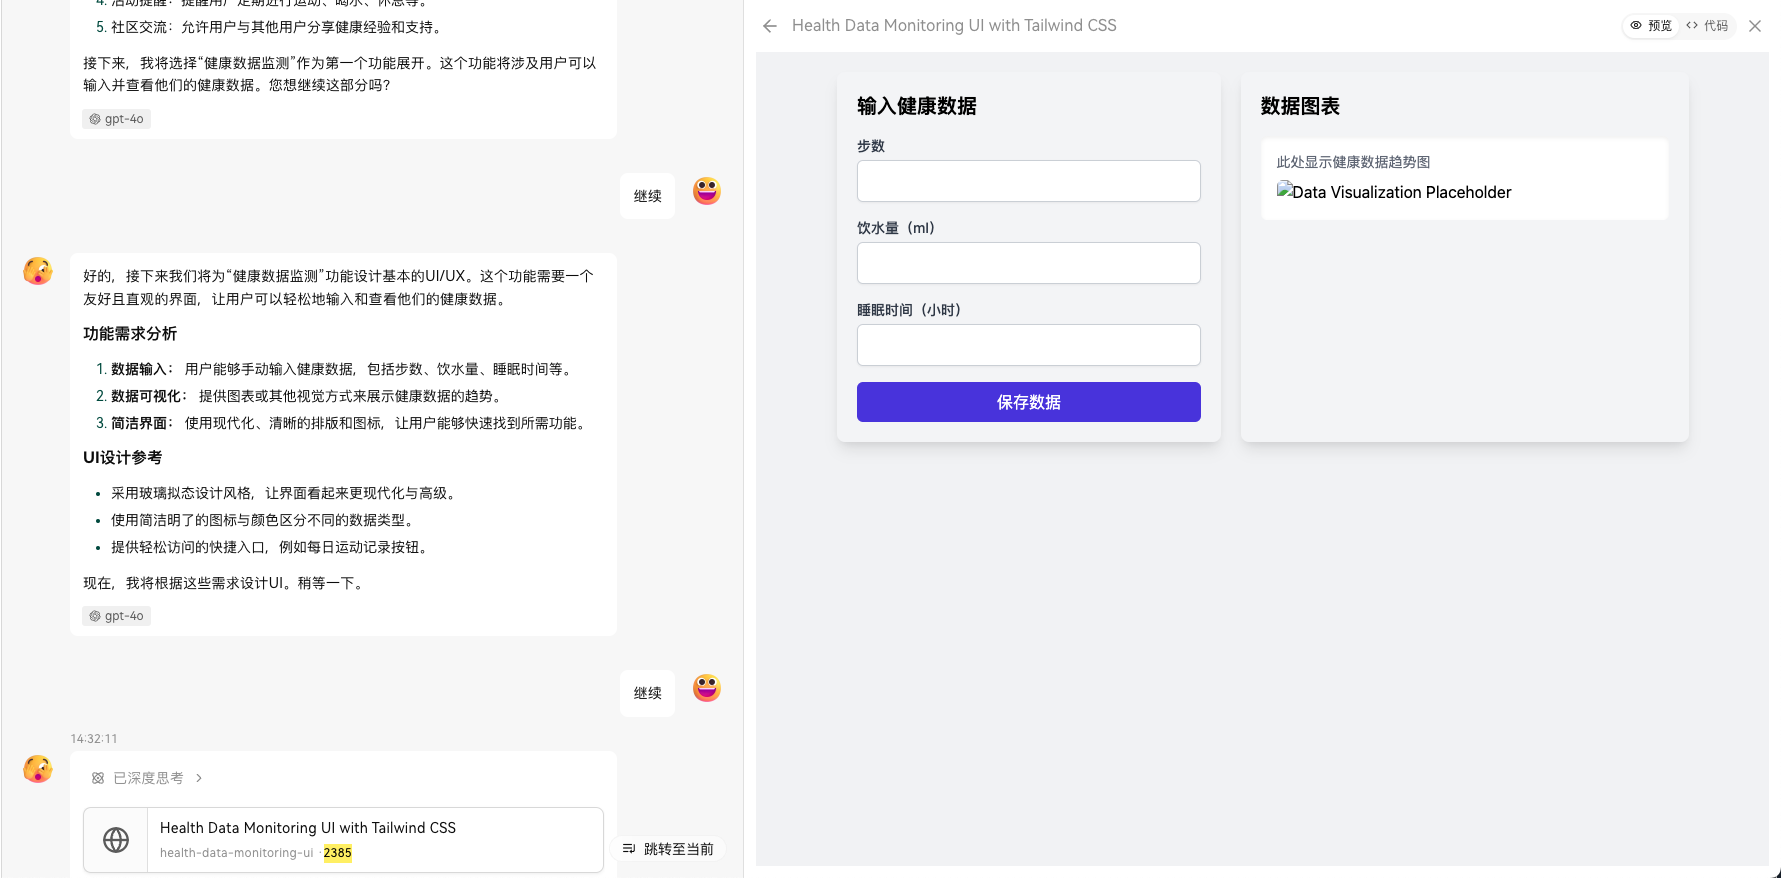 4. 活动提醒：提醒用户定期进行运动、喝水、休息等。
5. 社区交流：允许用户与其他用户分享健康经验和支持。
接下来，我将选择“健康数据监测”作为第一个功能展开。这个功能将涉及用户可以
输入并查看他们的健康数据。您想继续这部分吗？
gpt-4o
继续
好的，接下来我们将为“健康数据监测”功能设计基本的UI/UX。这个功能需要一个
友好且直观的界面，让用户可以轻松地输入和查看他们的健康数据。
功能需求分析
1. 数据输入： 用户能够手动输入健康数据，包括步数、饮水量、睡眠时间等。
2. 数据可视化： 提供图表或其他视觉方式来展示健康数据的趋势。
3. 简洁界面： 使用现代化、清晰的排版和图标，让用户能够快速找到所需功能。
UI设计参考
• 采用玻璃拟态设计风格，让界面看起来更现代化与高级。
• 使用简洁明了的图标与颜色区分不同的数据类型。
• 提供轻松访问的快捷入口，例如每日运动记录按钮。
现在，我将根据这些需求设计UI。稍等一下。
gpt-4o
继续
14:32:11
已深度思考
Health Data Monitoring UI with Tailwind CSS
health-data-monitoring-ui · 2385
跳转至当前
Health Data Monitoring UI with Tailwind CSS
预览
代码
输入健康数据
步数
饮水量（ml）
睡眠时间（小时）
保存数据
数据图表
此处显示健康数据趋势图
Data Visualization Placeholder